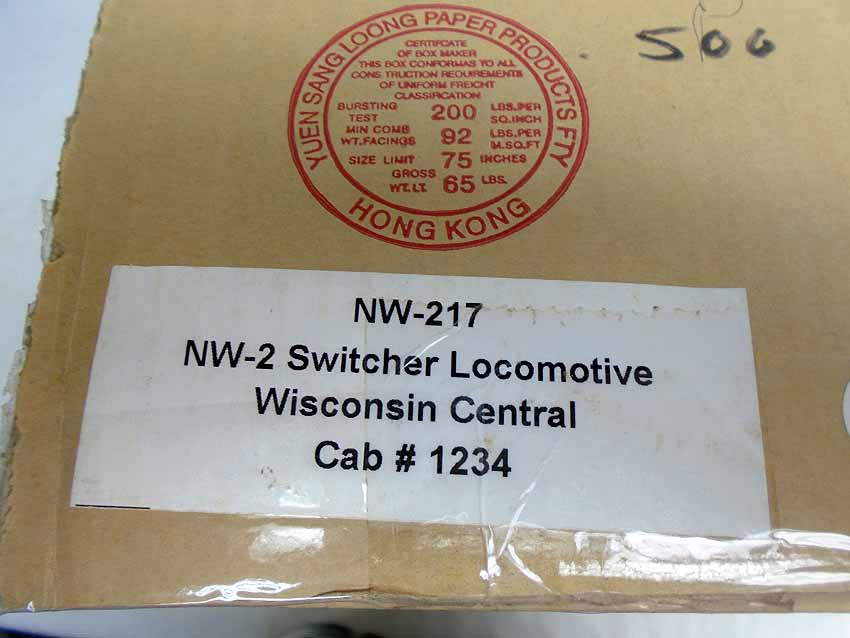 500
YUEN SANG LOONG PAPER PRODUCTS FTY
CERTIFICATE
OF BOX MAKER
THIS BOX CONFORMAS TO ALL
CONS TRUCTION REQUIREMENTS
OF UNIFORM FREIGHT
CLASSIFICATION
BURSTING TEST 200 LBS.PER SQ.INCH
MIN COMB WT.FACINGS 92 LBS.PER M.SQ.FT
SIZE LIMIT 75 INCHES
GROSS WT.LT. 65 LBS.
HONG KONG
NW-217
NW-2 Switcher Locomotive
Wisconsin Central
Cab # 1234